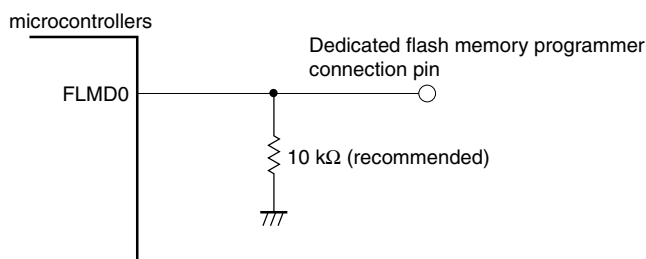 microcontrollers
Dedicated flash memory programmer
connection pin
FLMD0
10 kΩ (recommended)